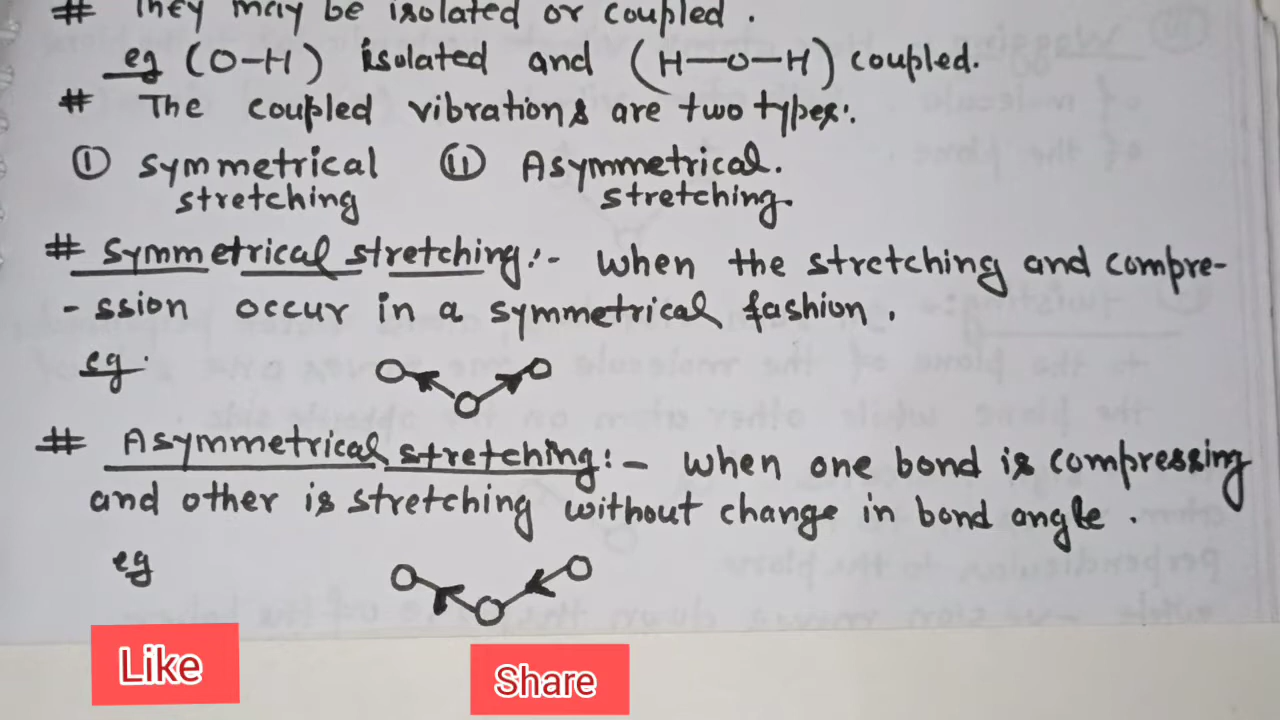 # They may be isolated or coupled.
eg (O-H) isolated and (H-O-H) coupled.
# The coupled vibrations are two types:
① symmetrical ⑪ Asymmetrical.
stretching stretching.
# Symmetrical stretching:- when the stretching and compre-
-ssion occur in a symmetrical fashion.
eg.
# Asymmetrical stretching:- when one bond is compressing
and other is stretching without change in bond angle.
eg
Like
Share